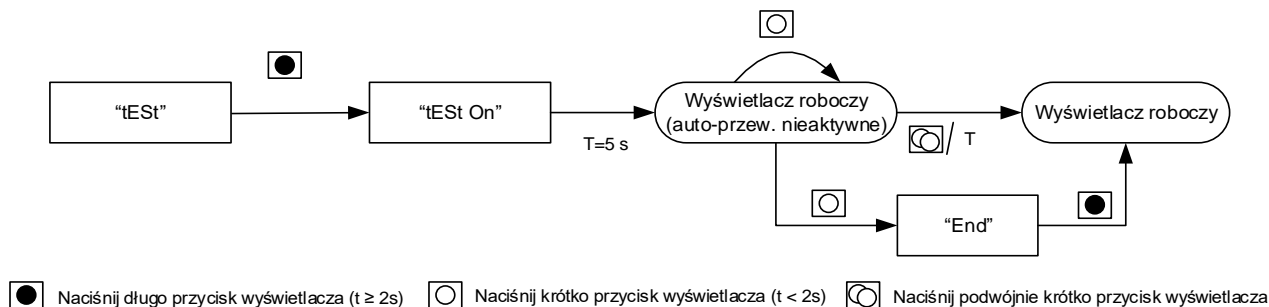 “tESt”
“tESt On”
T=5 s
Wyświetlacz roboczy
(auto-przew. nieaktywne)
/ T
Wyświetlacz roboczy
“End”
Naciśnij długo przycisk wyświetlacza (t ≥ 2s)
Naciśnij krótko przycisk wyświetlacza (t < 2s)
Naciśnij podwójnie krótko przycisk wyświetlacza